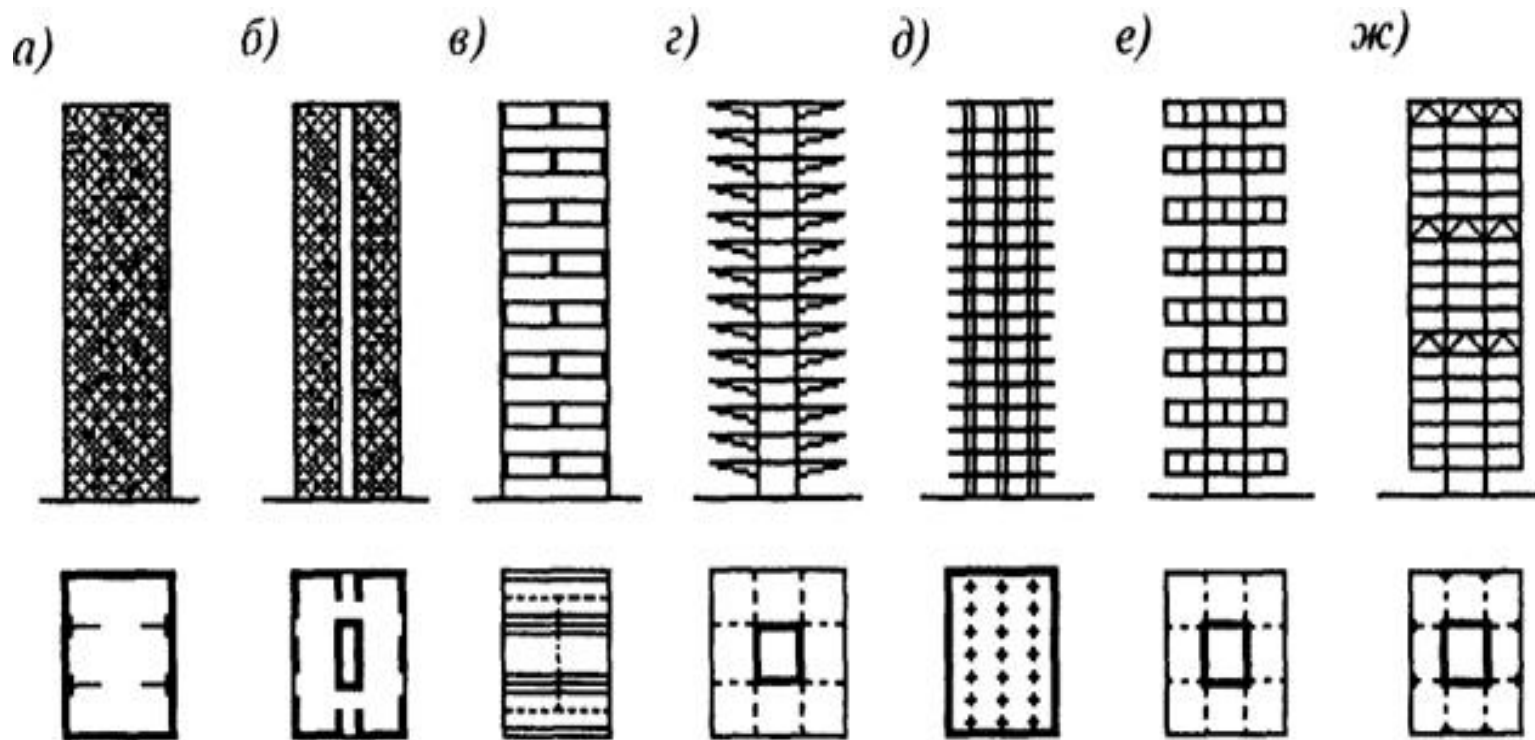 а) б) в) г) д) е) ж)